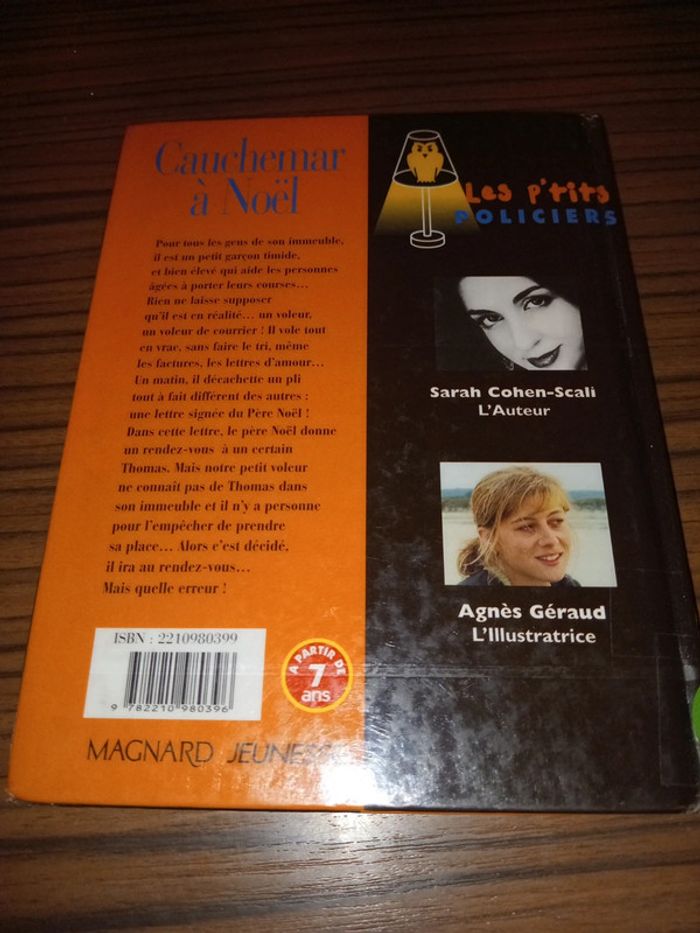 Cauchemar
à Noël
Pour tous les gens de son immeuble,
il est un petit garçon timide,
et bien élevé qui aide les personnes
âgées à porter leurs courses...
Rien ne laisse supposer
qu'il est en réalité... un voleur,
un voleur de courrier ! Il vole tout
en vrac, sans faire le tri, même
les factures, les lettres d'amour...
Un matin, il décachette un pli
tout à fait différent des autres :
une lettre signée du Père Noël !
Dans cette lettre, le père Noël donne
un rendez-vous à un certain
Thomas. Mais notre petit voleur
ne connaît pas de Thomas dans
son immeuble et il n'y a personne
pour l'empêcher de prendre
sa place... Alors c'est décidé,
il ira au rendez-vous...
Mais quelle erreur !
ISBN : 2210980399
9 782210 980396
A PARTIR DE
7
ans
MAGNARD JEUNESSE
Les p'tits
POLICIERS
Sarah Cohen-Scali
L'Auteur
Agnès Géraud
L'Illustratrice